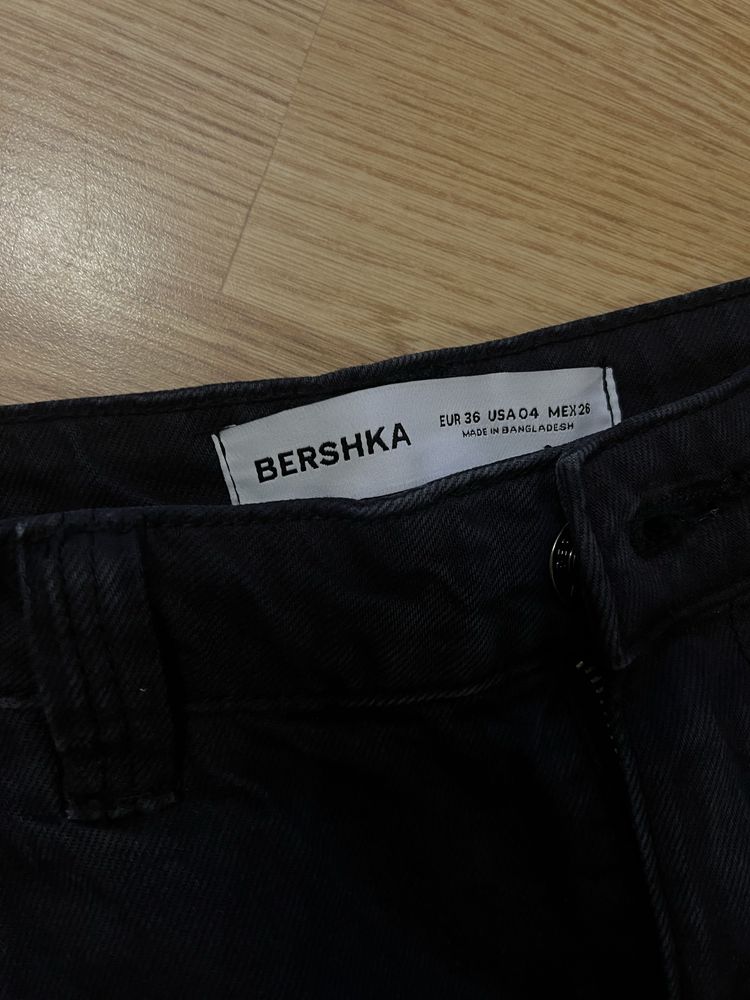 BERSHKA
EUR 36 USA 04 MEX 26
MADE IN BANGLADESH